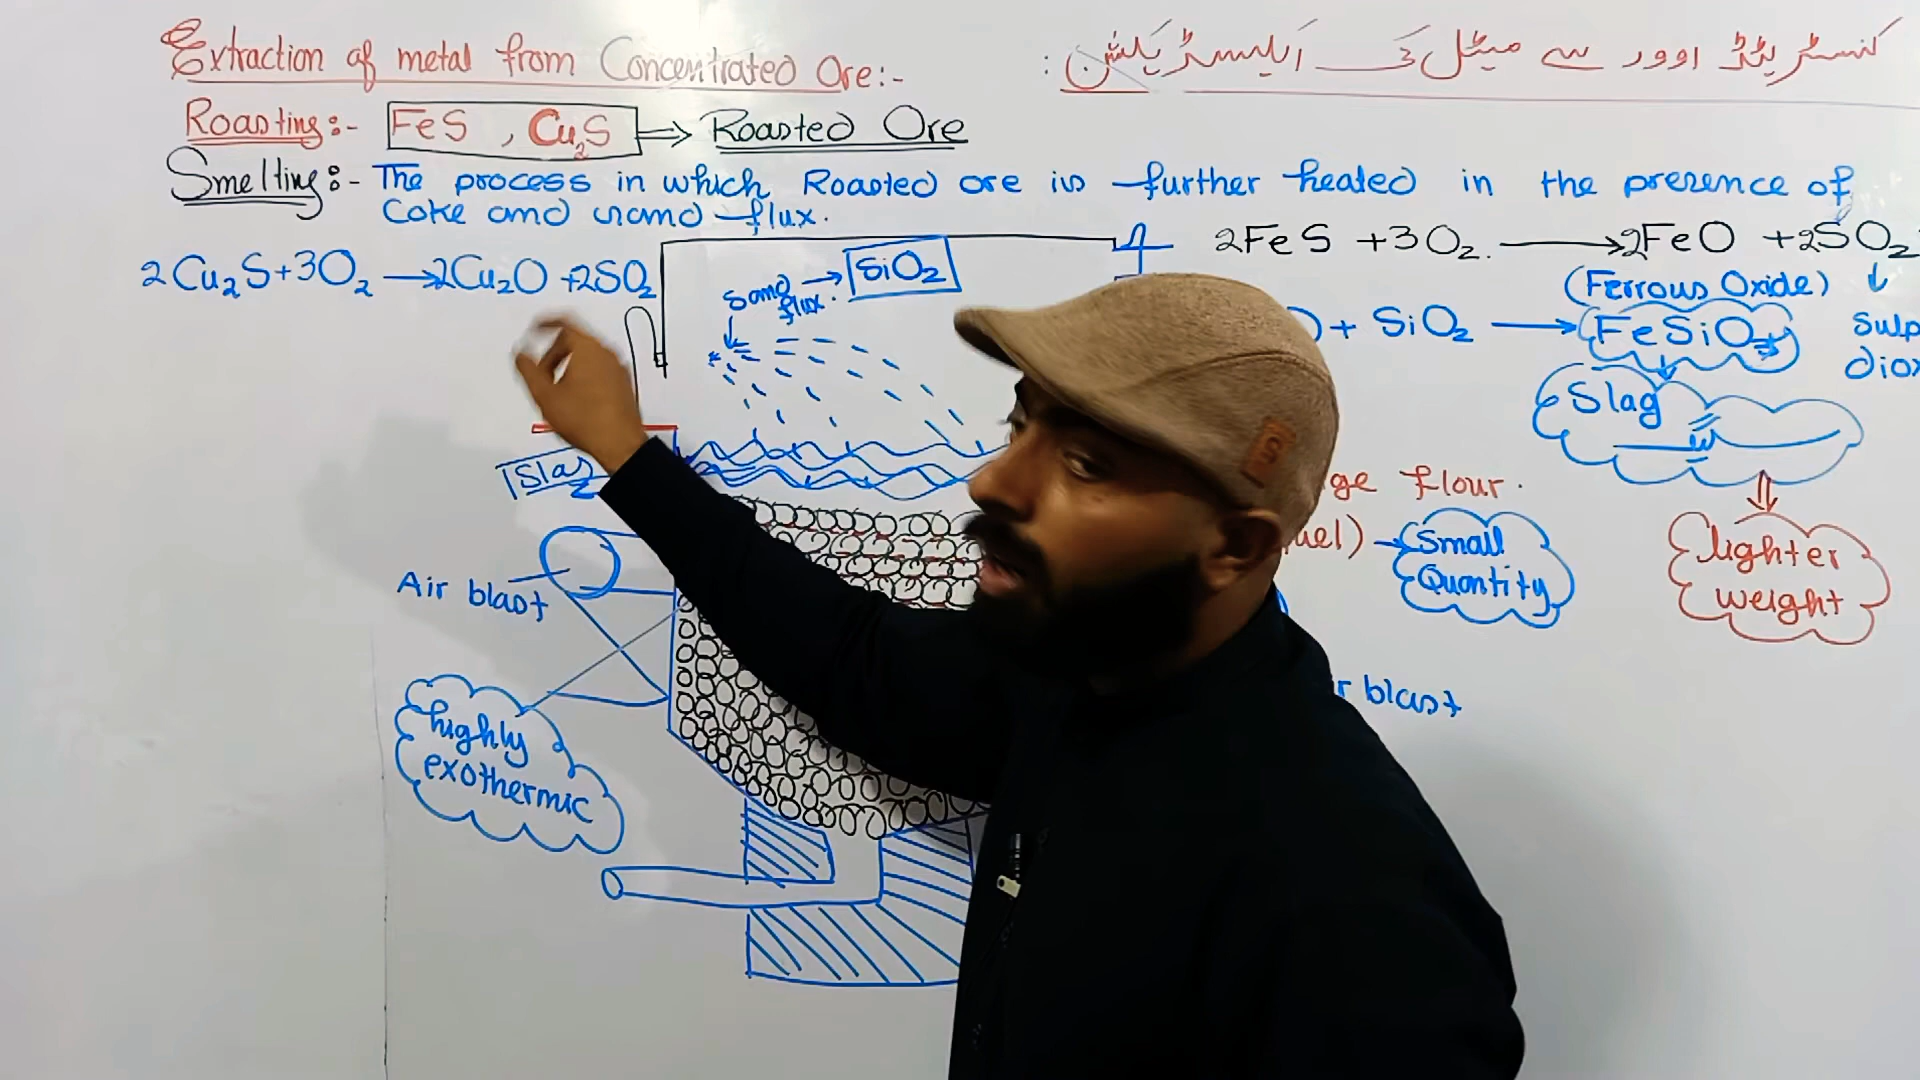 Extraction of metal from Concentrated Ore:-
کنسنٹریٹڈ اوور سے میٹل کی ایکسٹریکشن:
Roasting:- FeS , Cu₂S ⇒ Roasted Ore
Smelting:- The process in which Roasted ore is further heated in the presence of
Coke and sand flux.
2FeS + 3O₂. → 2FeO + 2SO₂
2Cu₂S + 3O₂ → 2Cu₂O + 2SO₂
Sand flux. → SiO₂
(Ferrous Oxide)
+ SiO₂ → FeSiO₃
Slag
Slag
flour.
Small
Quantity
lighter
weight
Air blast
blast
highly
exothermic